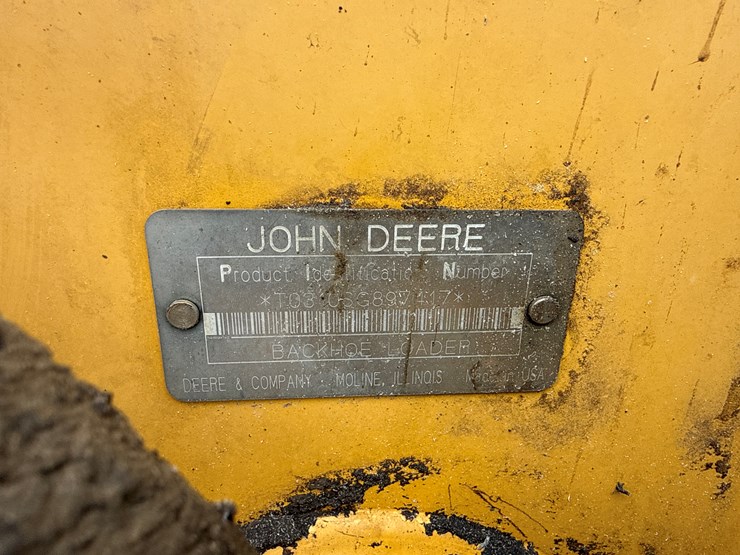 JOHN DEERE
Product Identification Number
BACKHOE LOADER
DEERE & COMPANY MOLINE, ILLINOIS Made in USA